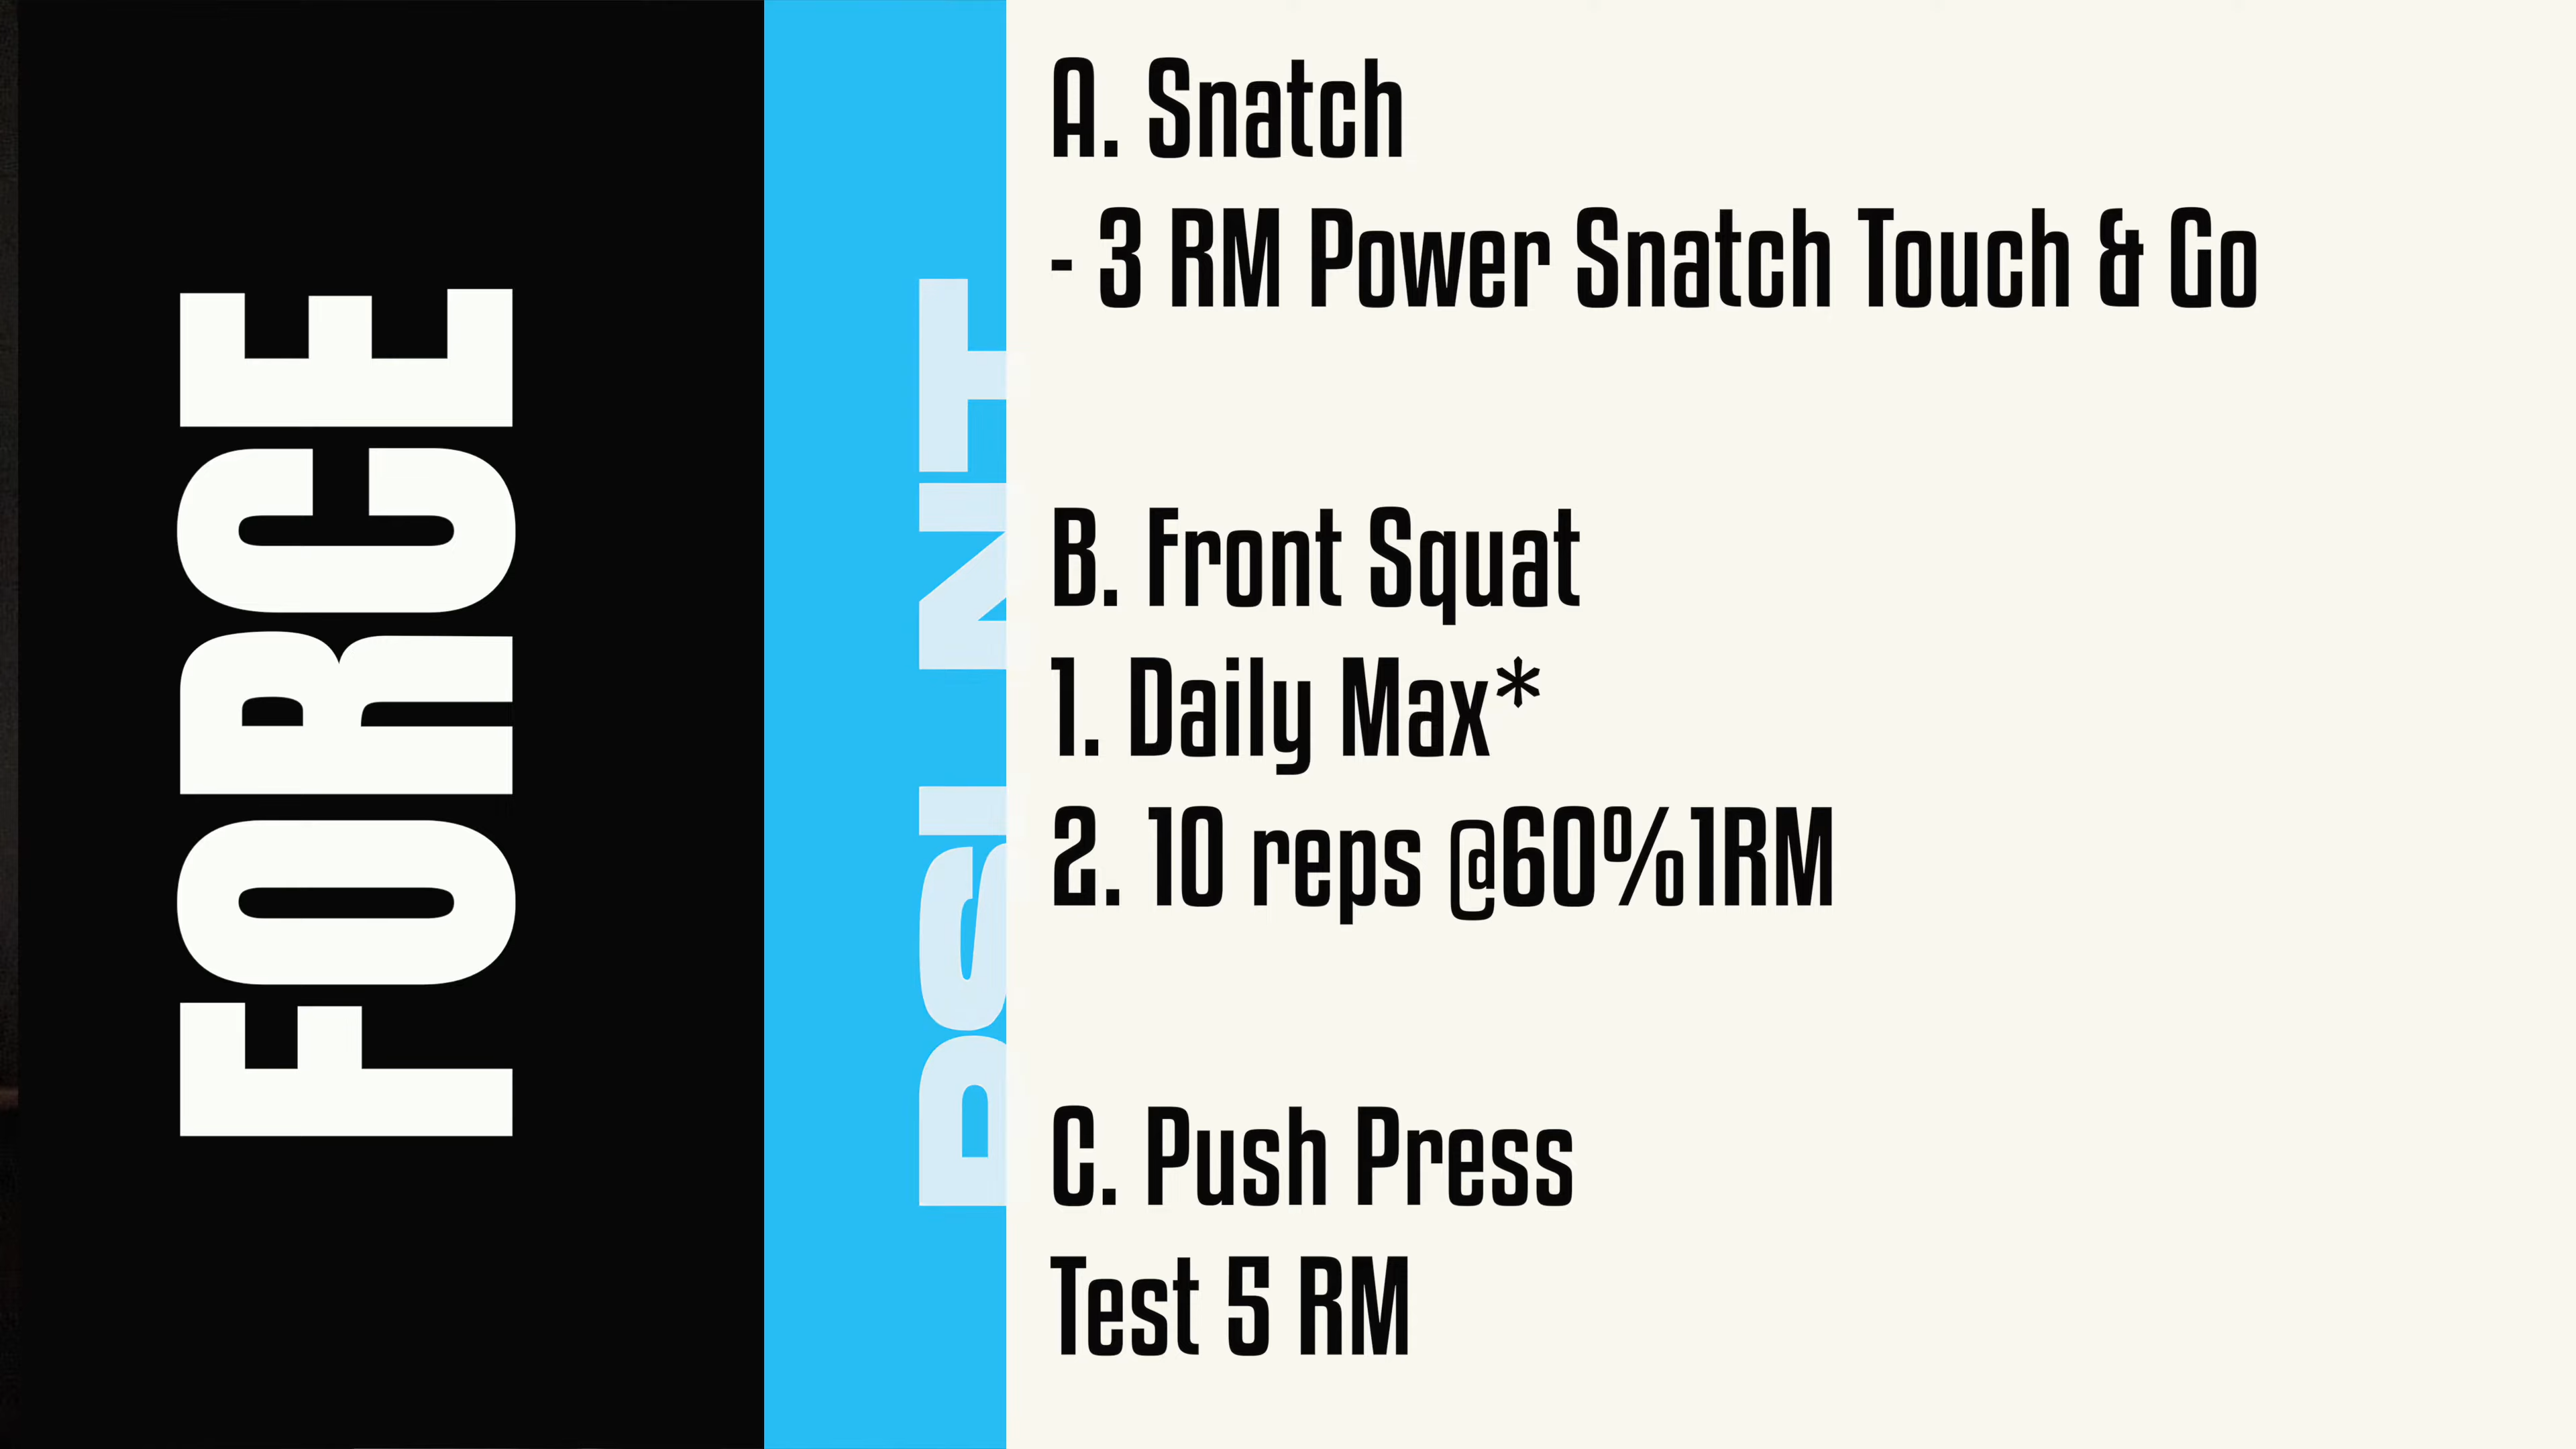 FORCE
A. Snatch
- 3 RM Power Snatch Touch & Go
B. Front Squat
1. Daily Max*
2. 10 reps @60%1RM
C. Push Press
Test 5 RM